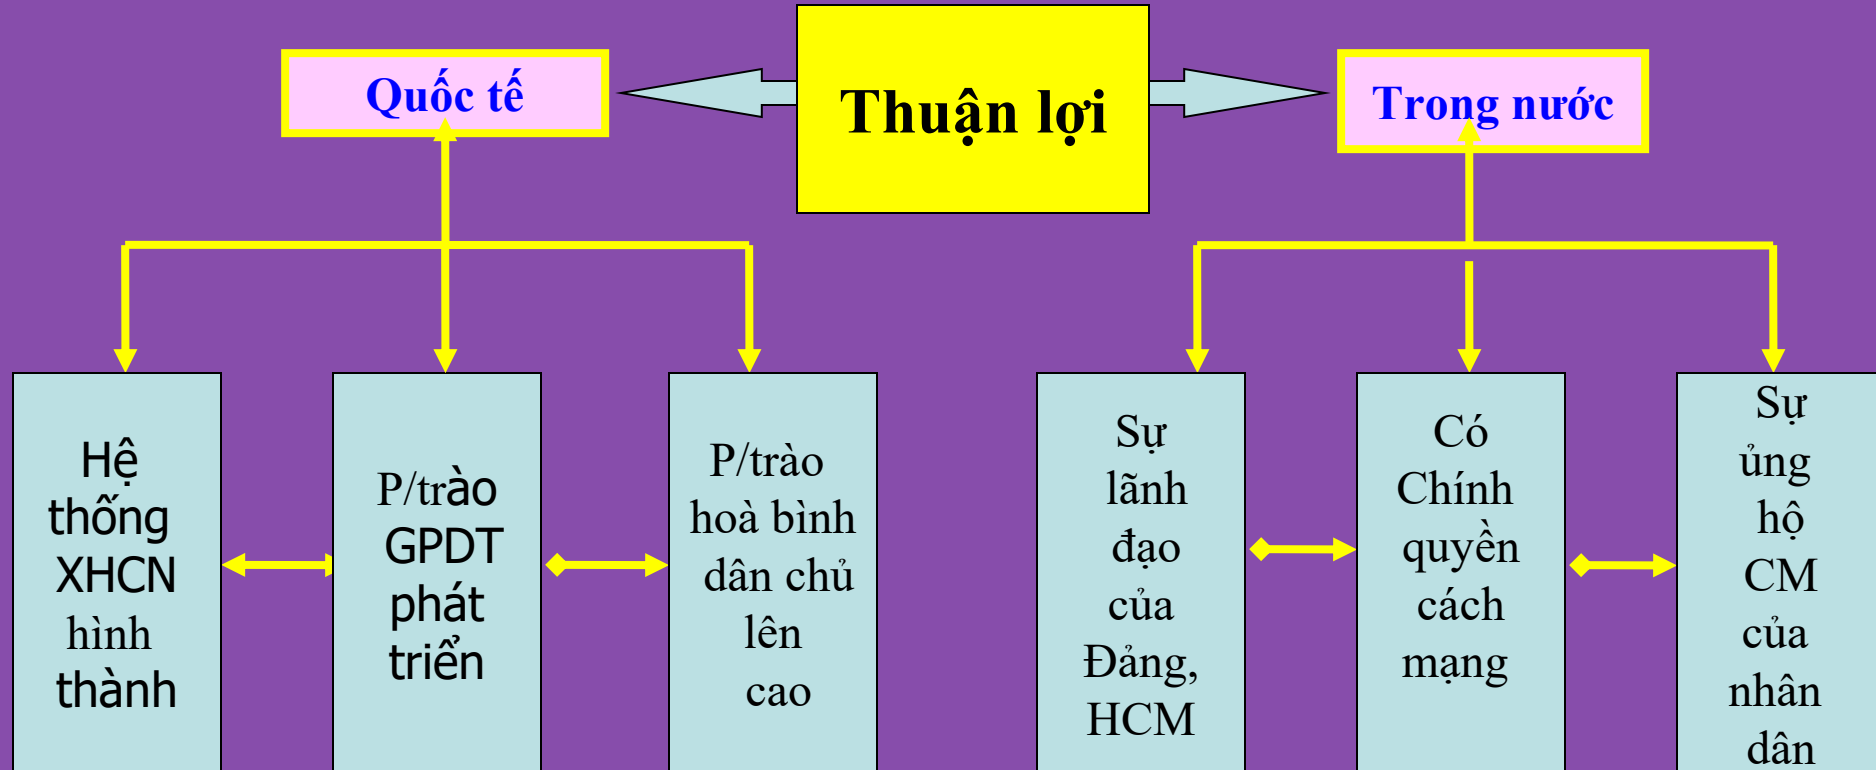 Thuận lợi
Quốc tế
Trong nước
Hệ
thống
XHCN
hình
thành
P/trào
GPDT
phát
triển
P/trào
hoà bình
dân chủ
lên
cao
Sự
lãnh
đạo
của
Đảng,
HCM
Có
Chính
quyền
cách
mạng
Sự
ủng
hộ
CM
của
nhân
dân